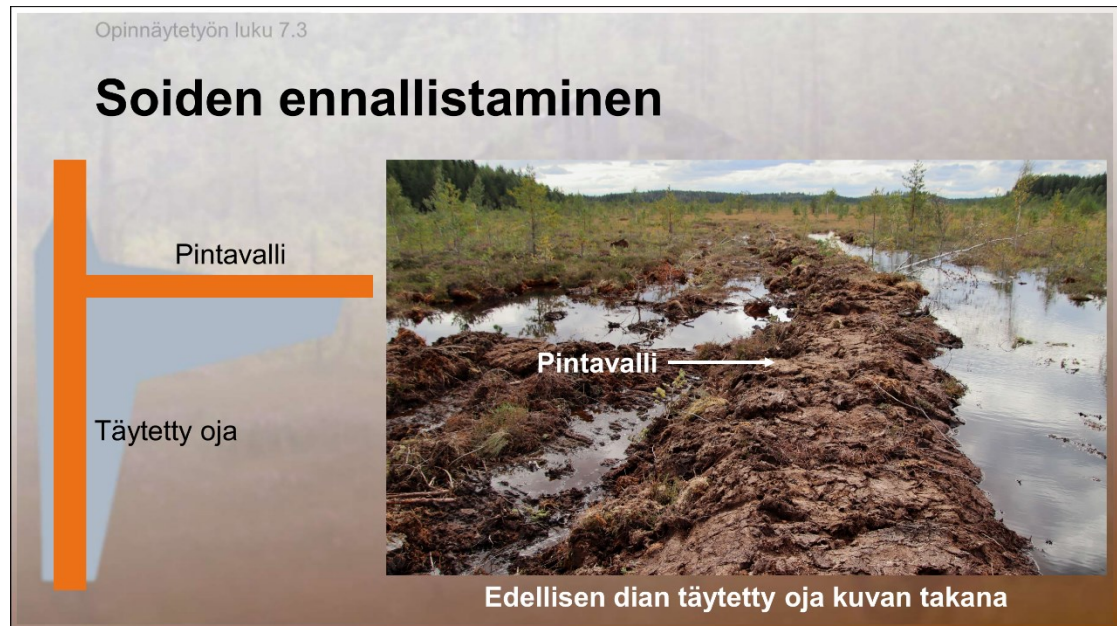 Opinnäytetyön luku 7.3
Soiden ennallistaminen
Pintavalli
Täytetty oja
Pintavalli
Edellisen dian täytetty oja kuvan takana